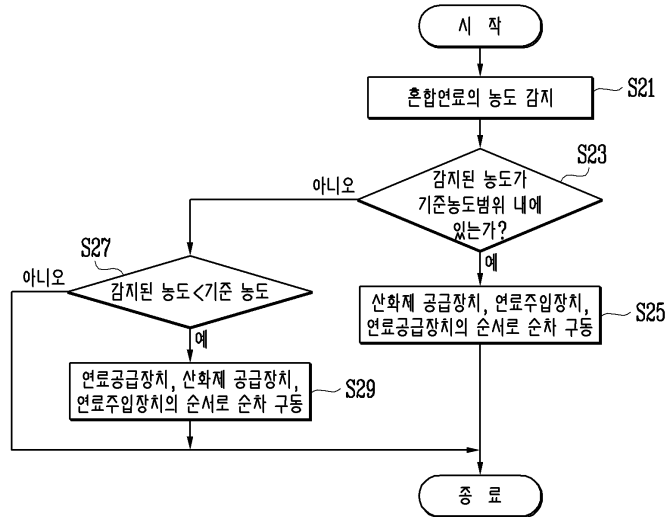 시 작
혼합연료의 농도 감지
S21
S23
감지된 농도가
기준농도범위 내에
있는가?
아니오
예
S27
아니오
감지된 농도<기준 농도
예
산화제 공급장치, 연료주입장치,
연료공급장치의 순서로 순차 구동
S25
연료공급장치, 산화제 공급장치,
연료주입장치의 순서로 순차 구동
S29
종 료